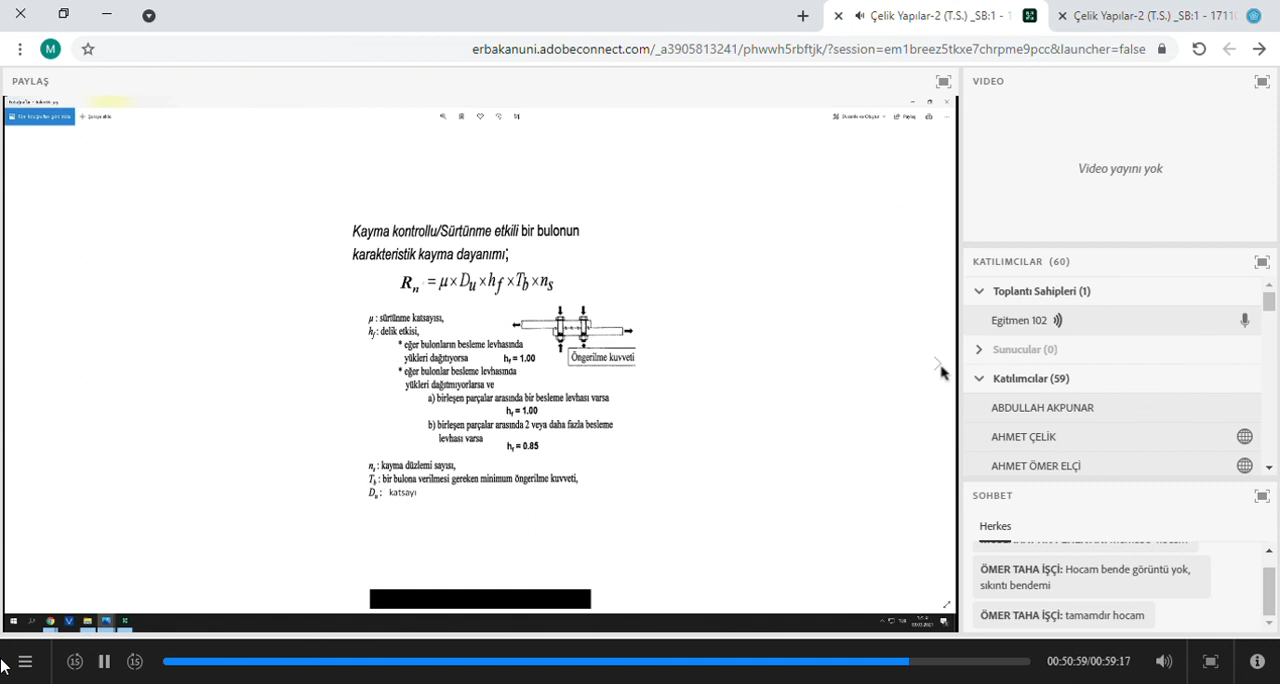 Çelik Yapılar-2 (T.S.) _SB:1 - 1
Çelik Yapılar-2 (T.S.) _SB:1 - 1711
M
erbakanuni.adobeconnect.com/_a3905813241/phwwh5rbftjk/?session=em1breez5tkxe7chrpme9pcc&launcher=false
PAYLAŞ
Kayma kontrollu/Sürtünme etkili bir bulonun
karakteristik kayma dayanımı;
Rn = μ×Du×hf×Tb×ns
μ : sürtünme katsayısı,
hf : delik etkisi,
* eğer bulonların besleme levhasında
yükleri dağıtıyorsa hf = 1.00
* eğer bulonlar besleme levhasında
yükleri dağıtmıyorlarsa ve
a) birleşen parçalar arasında bir besleme levhası varsa
hf = 1.00
b) birleşen parçalar arasında 2 veya daha fazla besleme
levhası varsa
hf = 0.85
Öngerilme kuvveti
ns : kayma düzlemi sayısı,
Tb : bir bulona verilmesi gereken minimum öngerilme kuvveti,
Du : katsayı
VIDEO
Video yayını yok
KATILIMCILAR (60)
Toplantı Sahipleri (1)
Egitmen 102
Sunucular (0)
Katılımcılar (59)
ABDULLAH AKPUNAR
AHMET ÇELİK
AHMET ÖMER ELÇİ
SOHBET
Herkes
ÖMER TAHA İŞÇİ: Hocam bende görüntü yok,
sıkıntı bendemi
ÖMER TAHA İŞÇİ: tamamdır hocam
15
15
00:50:59/00:59:17